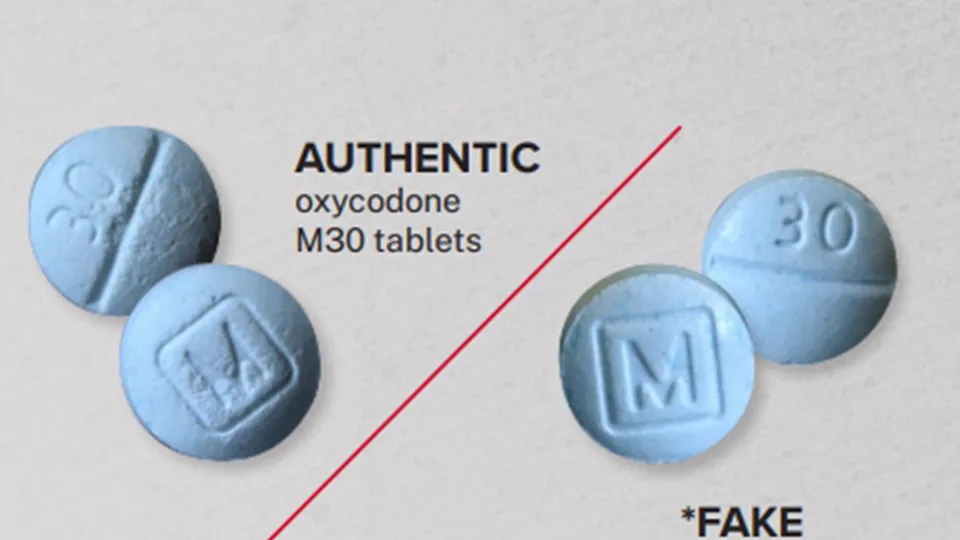 AUTHENTIC
oxycodone
M30 tablets
30
M
30
M
*FAKE